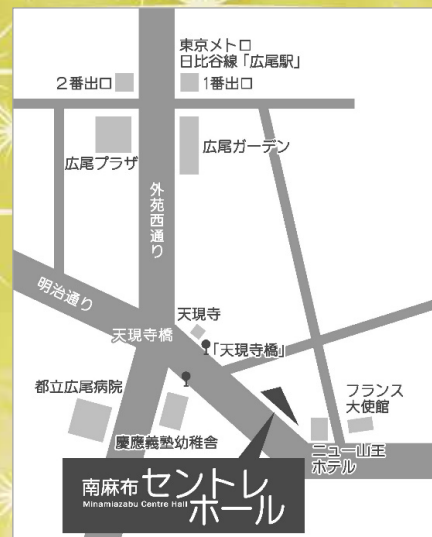 東京メトロ
日比谷線「広尾駅」
2番出口
1番出口
広尾プラザ
広尾ガーデン
外苑西通り
明治通り
天現寺
天現寺橋
「天現寺橋」
都立広尾病院
慶應義塾幼稚舎
フランス
大使館
ニュー山王
ホテル
南麻布セントレ
Minamiazabu Centre Hall
ホール